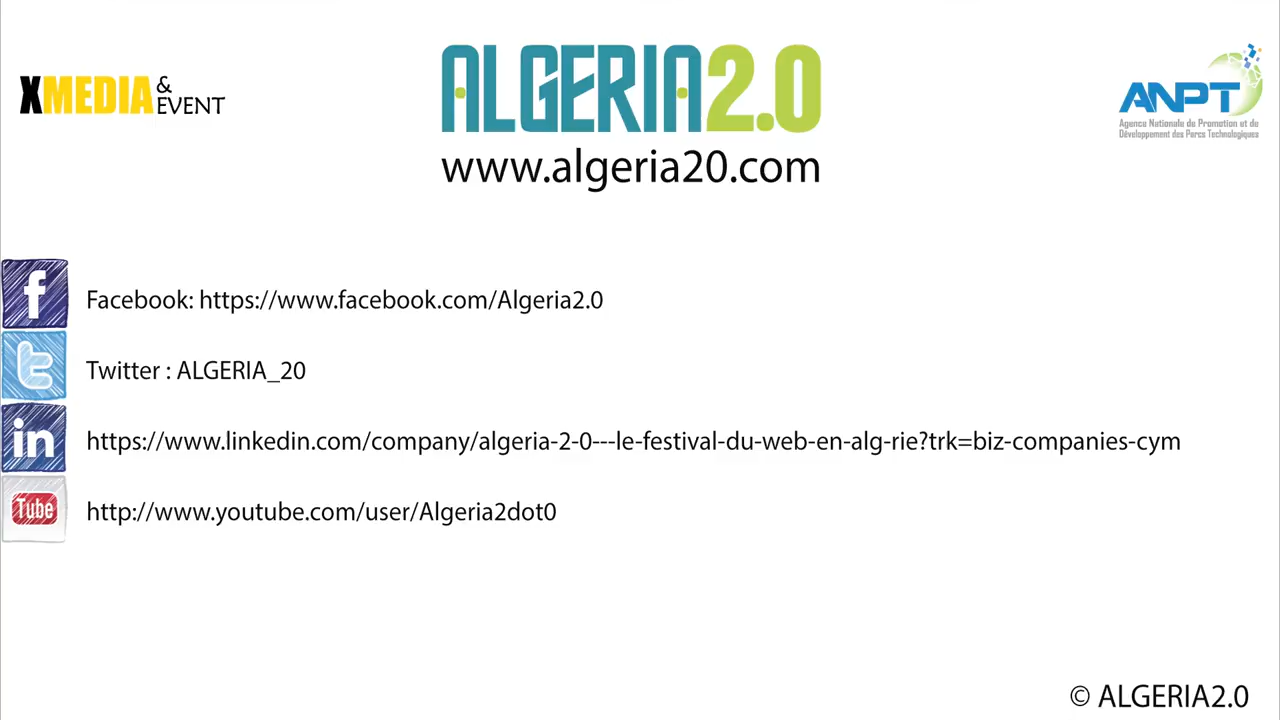 XMEDIA & EVENT
ALGERIA2.0
www.algeria20.com
ANPT
Agence Nationale de Promotion et de
Développement des Parcs Technologiques
f
Facebook: https://www.facebook.com/Algeria2.0
t
Twitter : ALGERIA_20
in
https://www.linkedin.com/company/algeria-2-0---le-festival-du-web-en-alg-rie?trk=biz-companies-cym
Tube
http://www.youtube.com/user/Algeria2dot0
© ALGERIA2.0